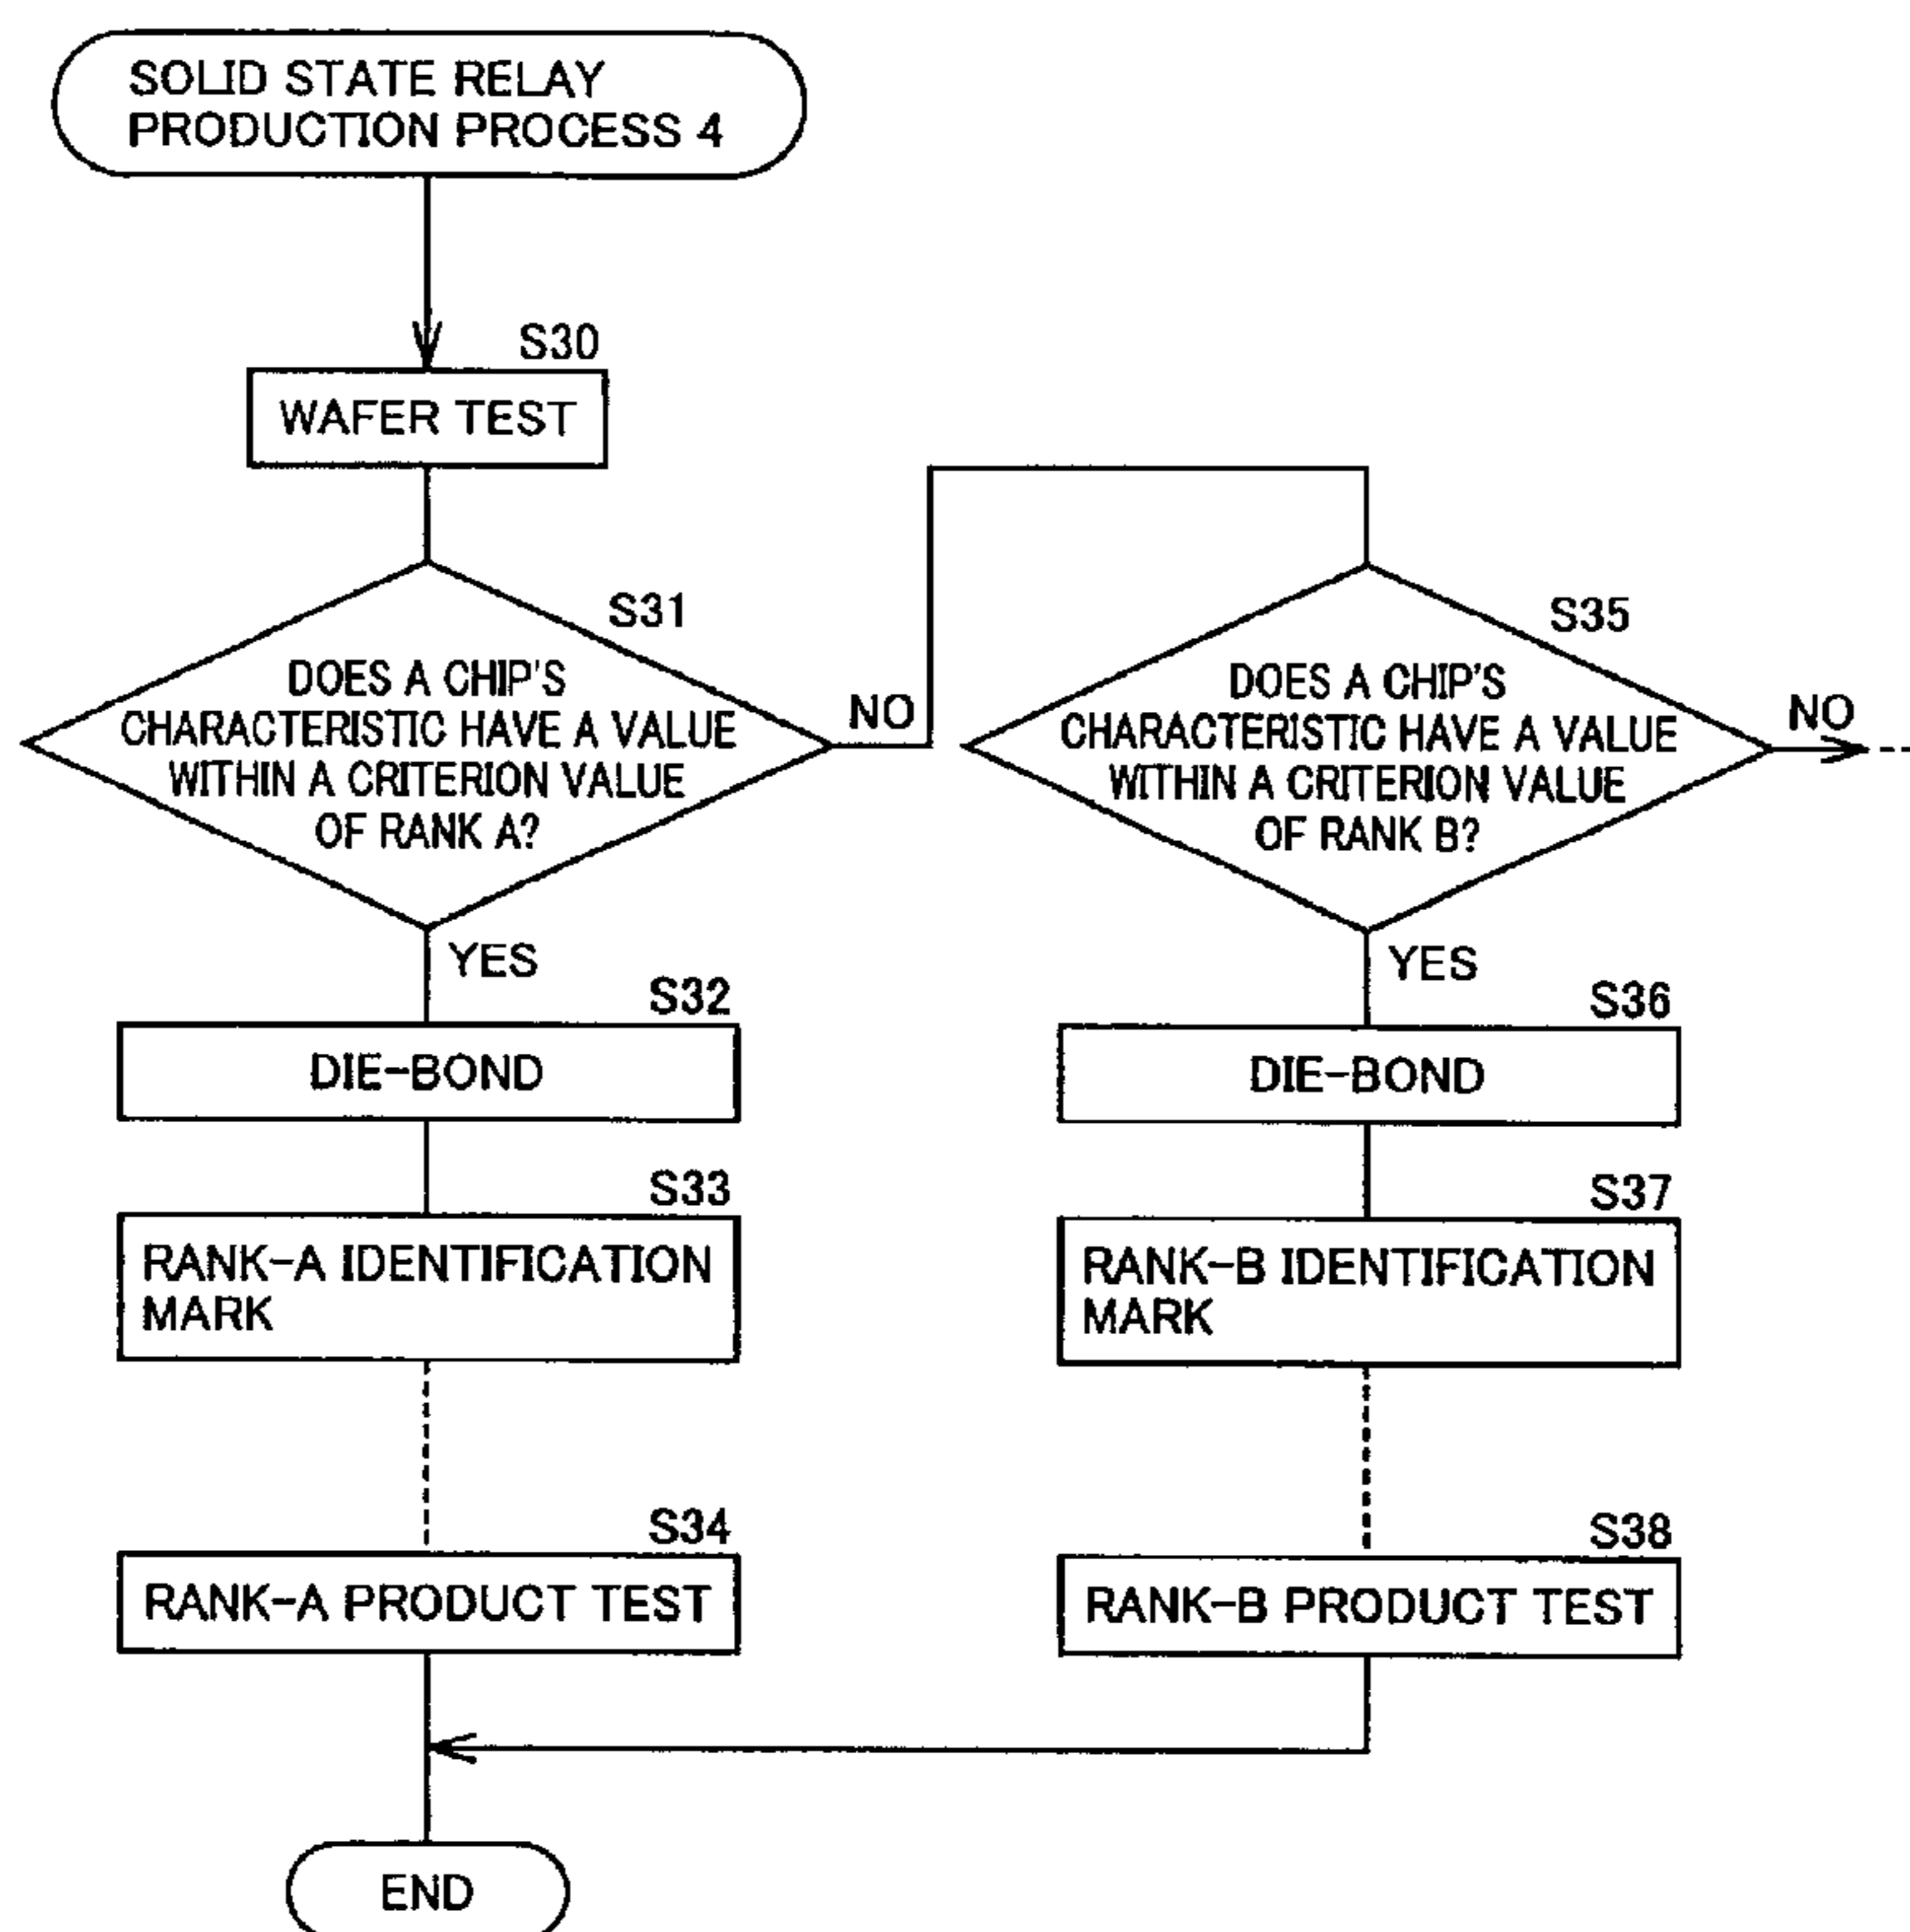 SOLID STATE RELAY
PRODUCTION PROCESS 4
S30
WAFER TEST
S31
DOES A CHIP'S
CHARACTERISTIC HAVE A VALUE
WITHIN A CRITERION VALUE
OF RANK A?
NO
YES
S32
DIE-BOND
S33
RANK-A IDENTIFICATION
MARK
S34
RANK-A PRODUCT TEST
S35
DOES A CHIP'S
CHARACTERISTIC HAVE A VALUE
WITHIN A CRITERION VALUE
OF RANK B?
NO
YES
S36
DIE-BOND
S37
RANK-B IDENTIFICATION
MARK
S38
RANK-B PRODUCT TEST
END